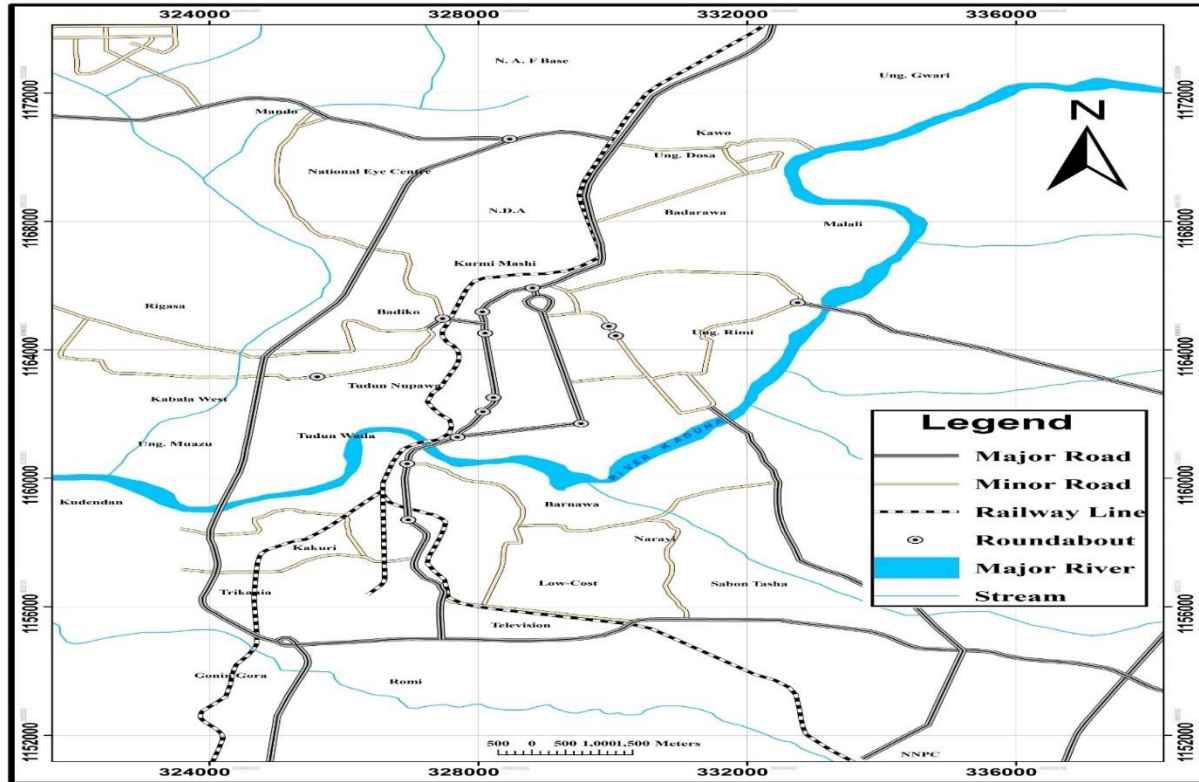 324000 328000 332000 336000
N. A. F Base
Ung. Gwari
1172000 1172000
Mando
N
Kawo
Ung. Dosa
National Eye Centre
N.D.A
Badarawa
Malali
1168000 1168000
Kurmi Mashi
Rigasa
Badiko
Ung. Rimi
1164000 1164000
Tudun Nupawa
Kabala West
Tudun Wada
Ung. Muazu
RIVER KADUNA
Legend
Major Road
Minor Road
Railway Line
Roundabout
Major River
Stream
1160000 1160000
Kudendan
Barnawa
Narayi
Kakuri
Low-Cost
Sabon Tasha
Trikania
1156000 1156000
Television
Gonin Gora
Romi
500 0 500 1,0001,500 Meters
NNPC
1152000 1152000
324000 328000 332000 336000